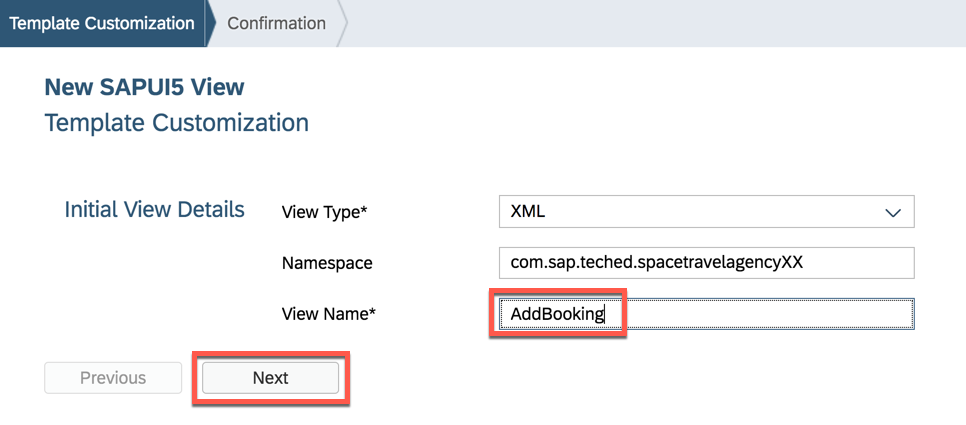 Template Customization
Confirmation
New SAPUI5 View
Template Customization
Initial View Details
View Type*
XML
Namespace
com.sap.teched.spacetravelagencyXX
View Name*
AddBooking
Previous
Next